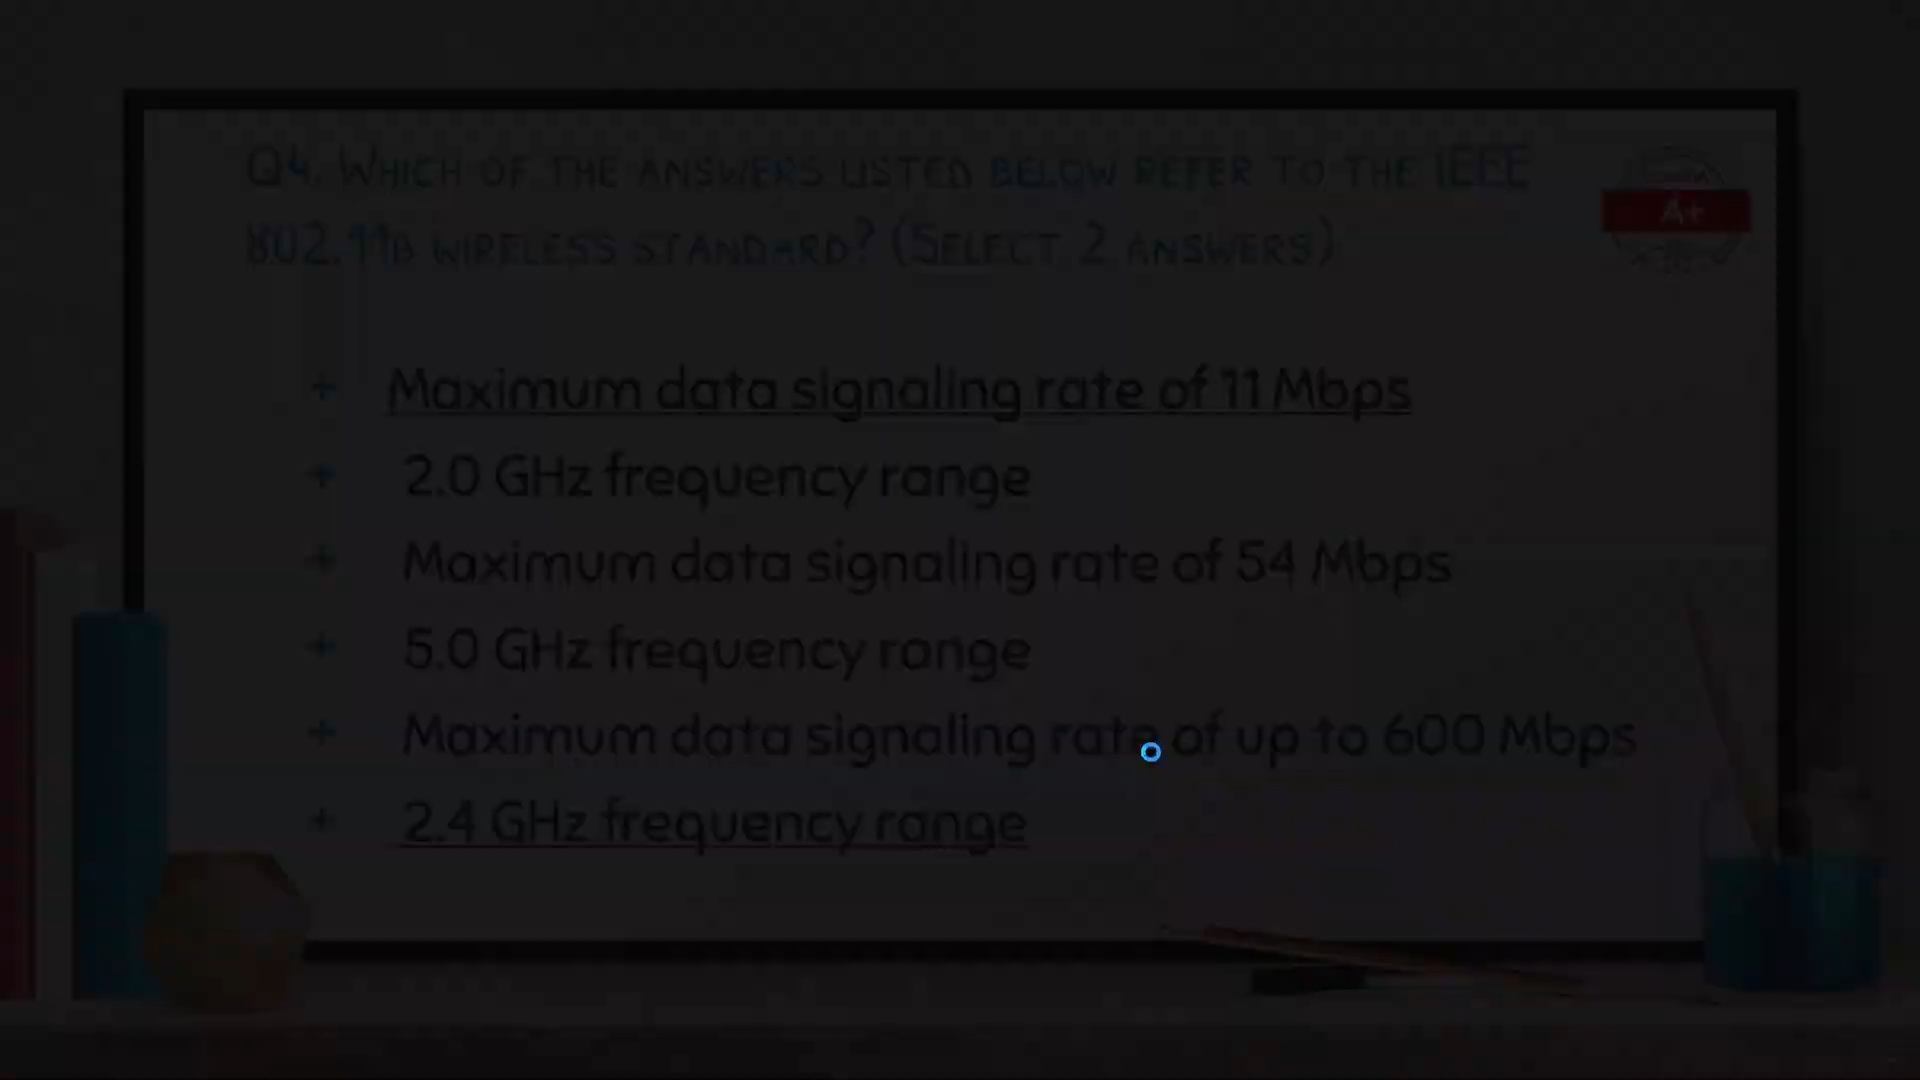 Q4. WHICH OF THE ANSWERS LISTED BELOW REFER TO THE IEEE
802.11B WIRELESS STANDARD? (SELECT 2 ANSWERS)
A+
+ Maximum data signaling rate of 11 Mbps
+ 2.0 GHz frequency range
+ Maximum data signaling rate of 54 Mbps
+ 5.0 GHz frequency range
+ Maximum data signaling rate of up to 600 Mbps
+ 2.4 GHz frequency range